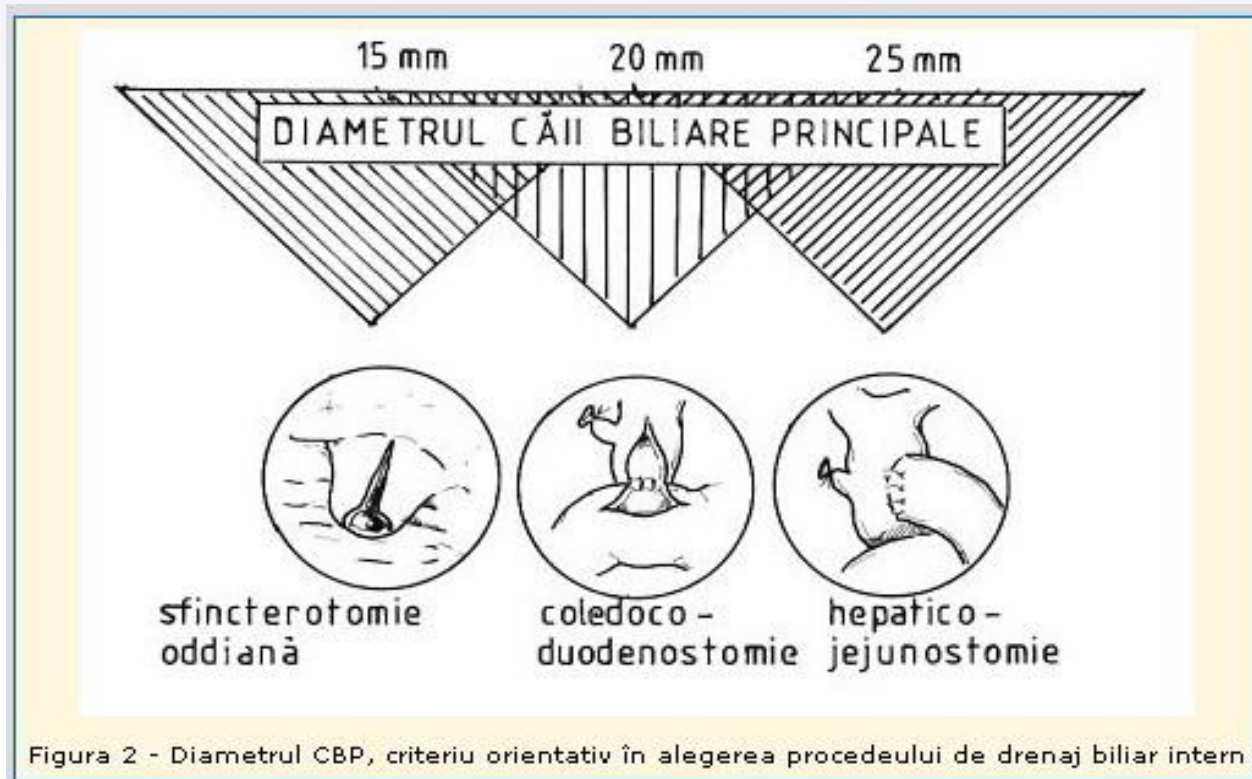 15 mm 20 mm 25 mm
DIAMETRUL CĂII BILIARE PRINCIPALE
sfincterotomie
oddiană
coledoco-
duodenostomie
hepatico-
jejunostomie
Figura 2 - Diametrul CBP, criteriu orientativ în alegerea procedeului de drenaj biliar intern